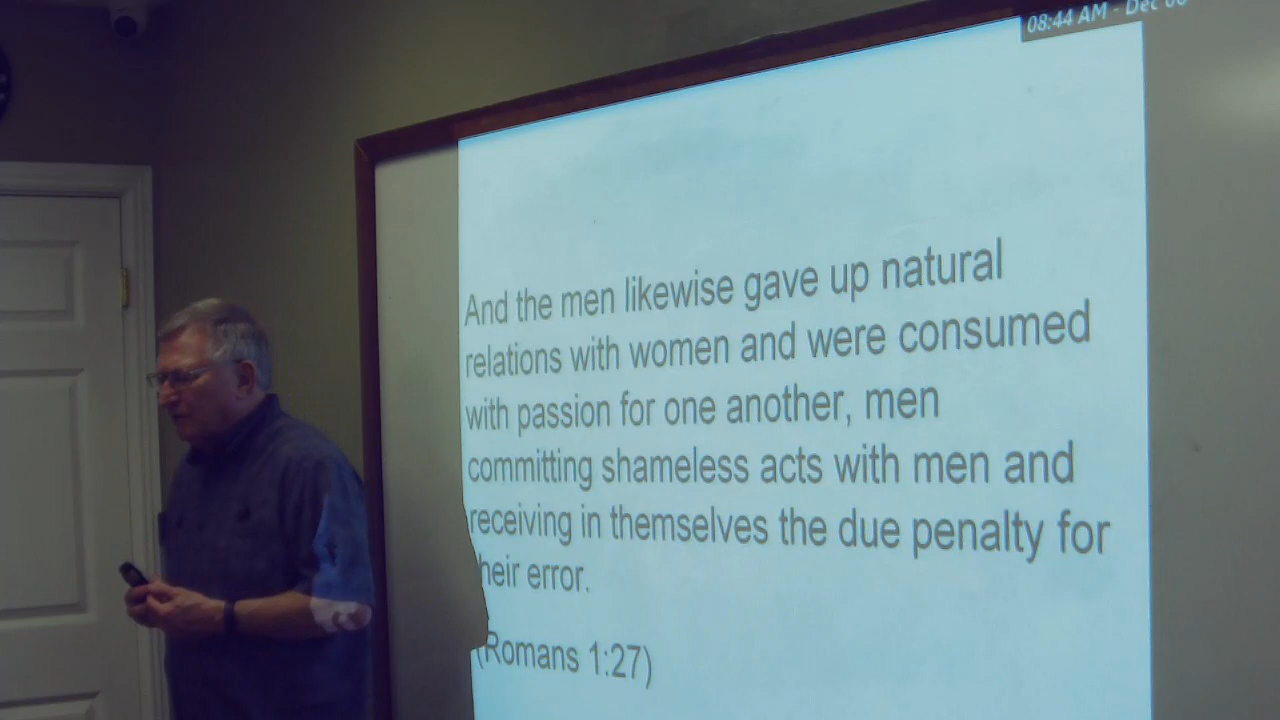 08:44 AM - Dec
And the men likewise gave up natural
relations with women and were consumed
with passion for one another, men
committing shameless acts with men and
receiving in themselves the due penalty for
heir error.
(Romans 1:27)